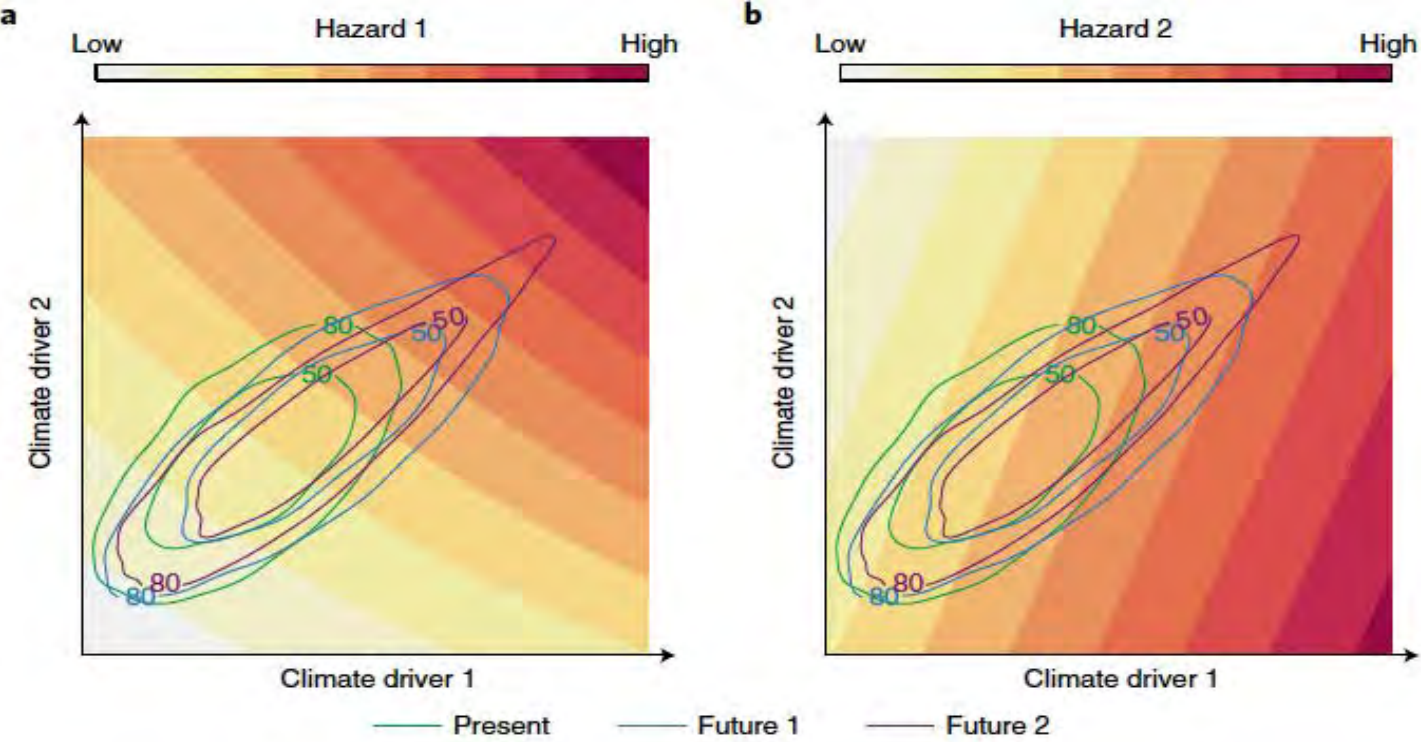 a
Hazard 1
Low High
80
50
50
50
80
80
Climate driver 2
Climate driver 1
b
Hazard 2
Low High
80
50
50
50
80
80
Climate driver 2
Climate driver 1
Present Future 1 Future 2